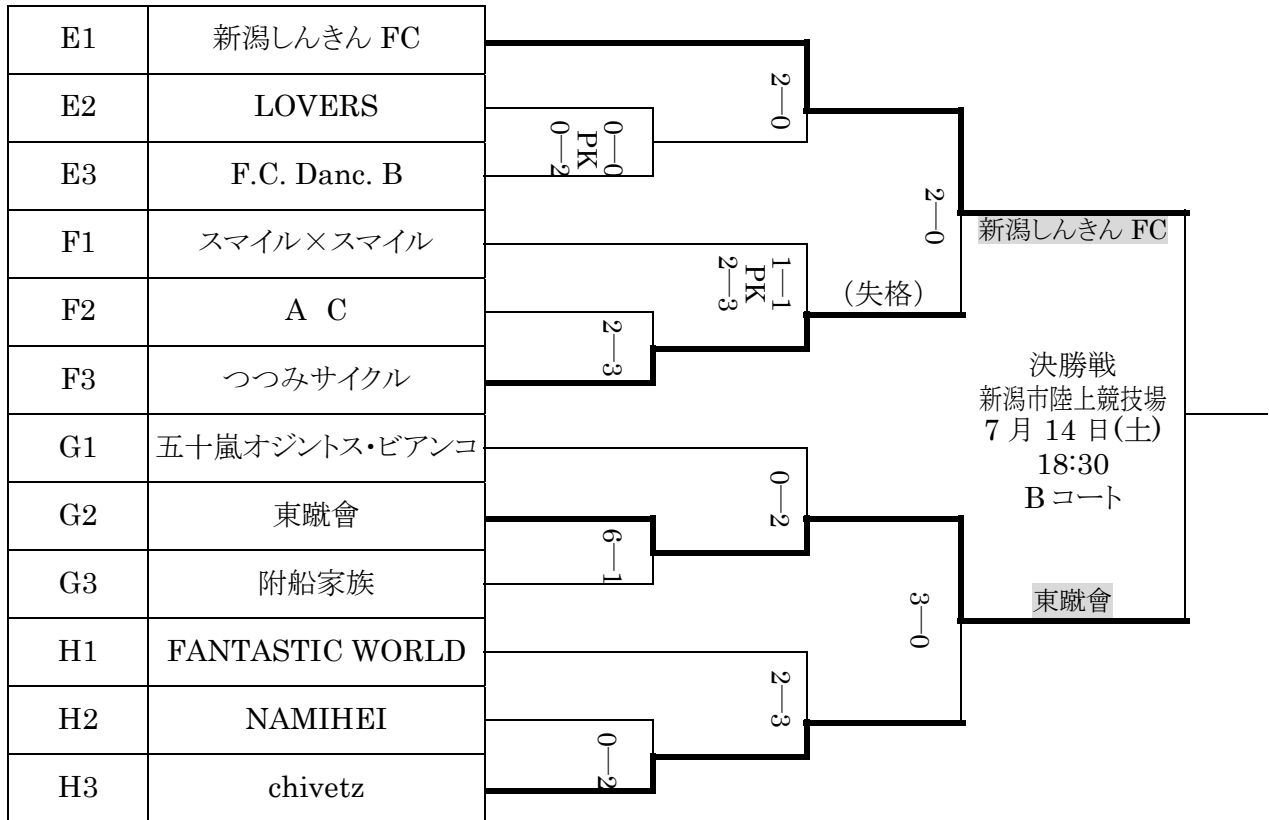 E1 新潟しんきん FC
E2 LOVERS
E3 F.C. Danc. B
F1 スマイル×スマイル
F2 A C
F3 つつみサイクル
G1 五十嵐オジントス・ビアンコ
G2 東蹴會
G3 附船家族
H1 FANTASTIC WORLD
H2 NAMIHEI
H3 chivetz
0―0
PK
0―2
2―3
6―1
0―2
2―0
1―1
PK
2―3
0―2
2―3
(失格)
2―0
3―0
新潟しんきん FC
決勝戦
新潟市陸上競技場
7 月 14 日(土)
18:30
B コート
東蹴會